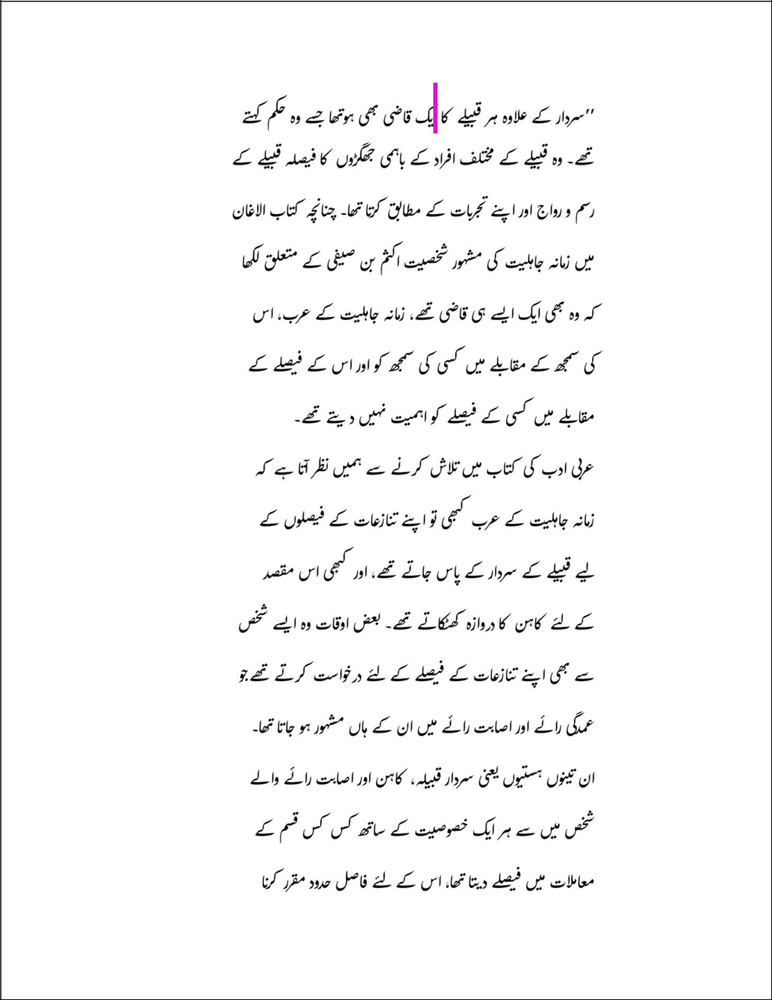 ’’سردار کے علاوہ ہر قبیلے کا ایک قاضی بھی ہوتھا جسے وہ حکم کہتے
تھے۔ وہ قبیلے کے مختلف افراد کے باہمی جھگڑوں کا فیصلہ قبیلے کے
رسم و رواج اور اپنے تجربات کے مطابق کرتا تھا۔ چنانچہ کتاب الاغان
میں زمانہ جاہلیت کی مشہور شخصیت اکثم بن صیفی کے متعلق لکھا
کہ وہ بھی ایک ایسے ہی قاضی تھے، زمانہ جاہلیت کے عرب، اس
کی سمجھ کے مقابلے میں کسی کی سمجھ کو اور اس کے فیصلے کے
مقابلے میں کسی کے فیصلے کو اہمیت نہیں دیتے تھے۔
عربی ادب کی کتاب میں تلاش کرنے سے ہمیں نظر آتا ہے کہ
زمانہ جاہلیت کے عرب کبھی تو اپنے تنازعات کے فیصلوں کے
لیے قبیلے کے سردار کے پاس جاتے تھے، اور کبھی اس مقصد
کے لئے کاہن کا دروازہ کھٹکاتے تھے۔ بعض اوقات وہ ایسے شخص
سے بھی اپنے تنازعات کے فیصلے کے لئے درخواست کرتے تھے جو
عمدگی رائے اور اصابت رائے میں ان کے ہاں مشہور ہو جاتا تھا۔
ان تینوں ہستیوں یعنی سردار قبیلہ، کاہن اور اصابت رائے والے
شخص میں سے ہر ایک خصوصیت کے ساتھ کس کس قسم کے
معاملات میں فیصلے دیتا تھا، اس کے لئے فاصل حدود مقرر کرنا